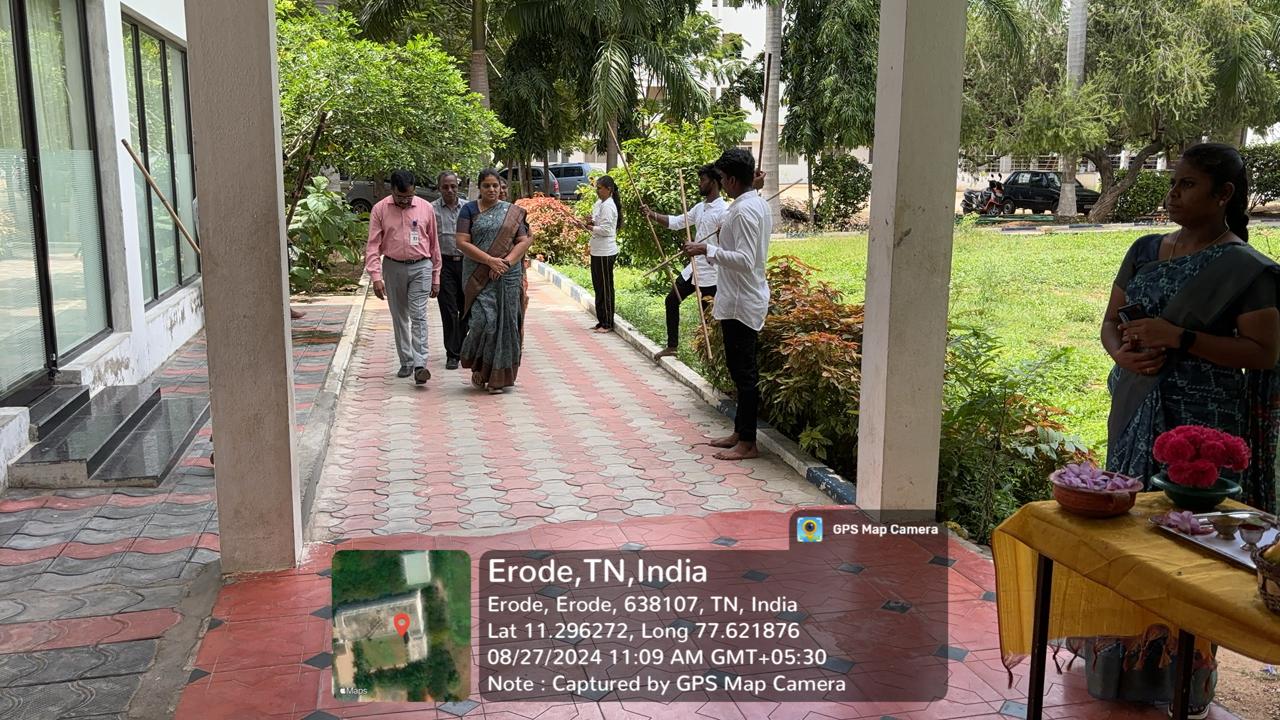 GPS Map Camera
Erode,TN,India
Erode, Erode, 638107, TN, India
Lat 11.296272, Long 77.621876
08/27/2024 11:09 AM GMT+05:30
Note : Captured by GPS Map Camera
Maps